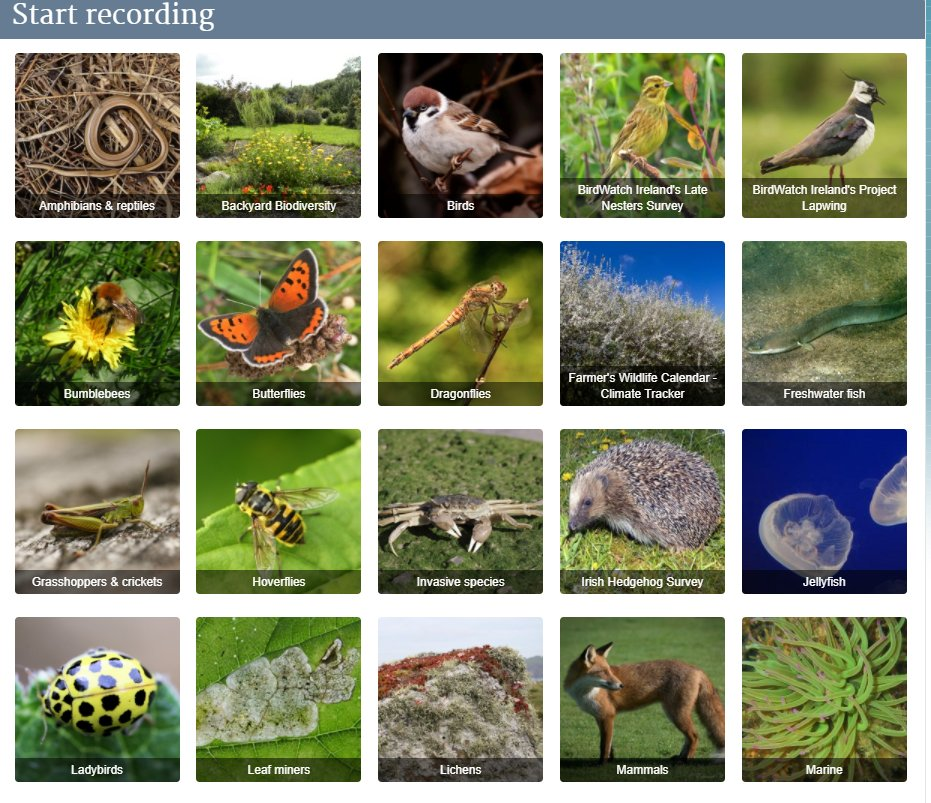 Start recording
Amphibians & reptiles
Backyard Biodiversity
Birds
BirdWatch Ireland's Late
Nesters Survey
BirdWatch Ireland's Project
Lapwing
Bumblebees
Butterflies
Dragonflies
Farmer's Wildlife Calendar -
Climate Tracker
Freshwater fish
Grasshoppers & crickets
Hoverflies
Invasive species
Irish Hedgehog Survey
Jellyfish
Ladybirds
Leaf miners
Lichens
Mammals
Marine